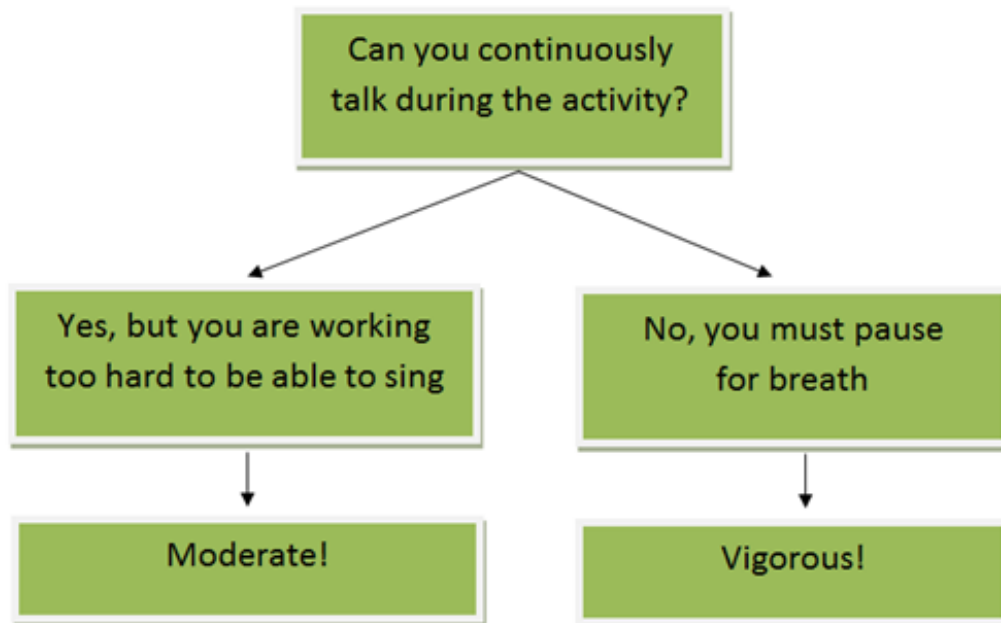 Can you continuously
talk during the activity?
Yes, but you are working
too hard to be able to sing
No, you must pause
for breath
Moderate!
Vigorous!